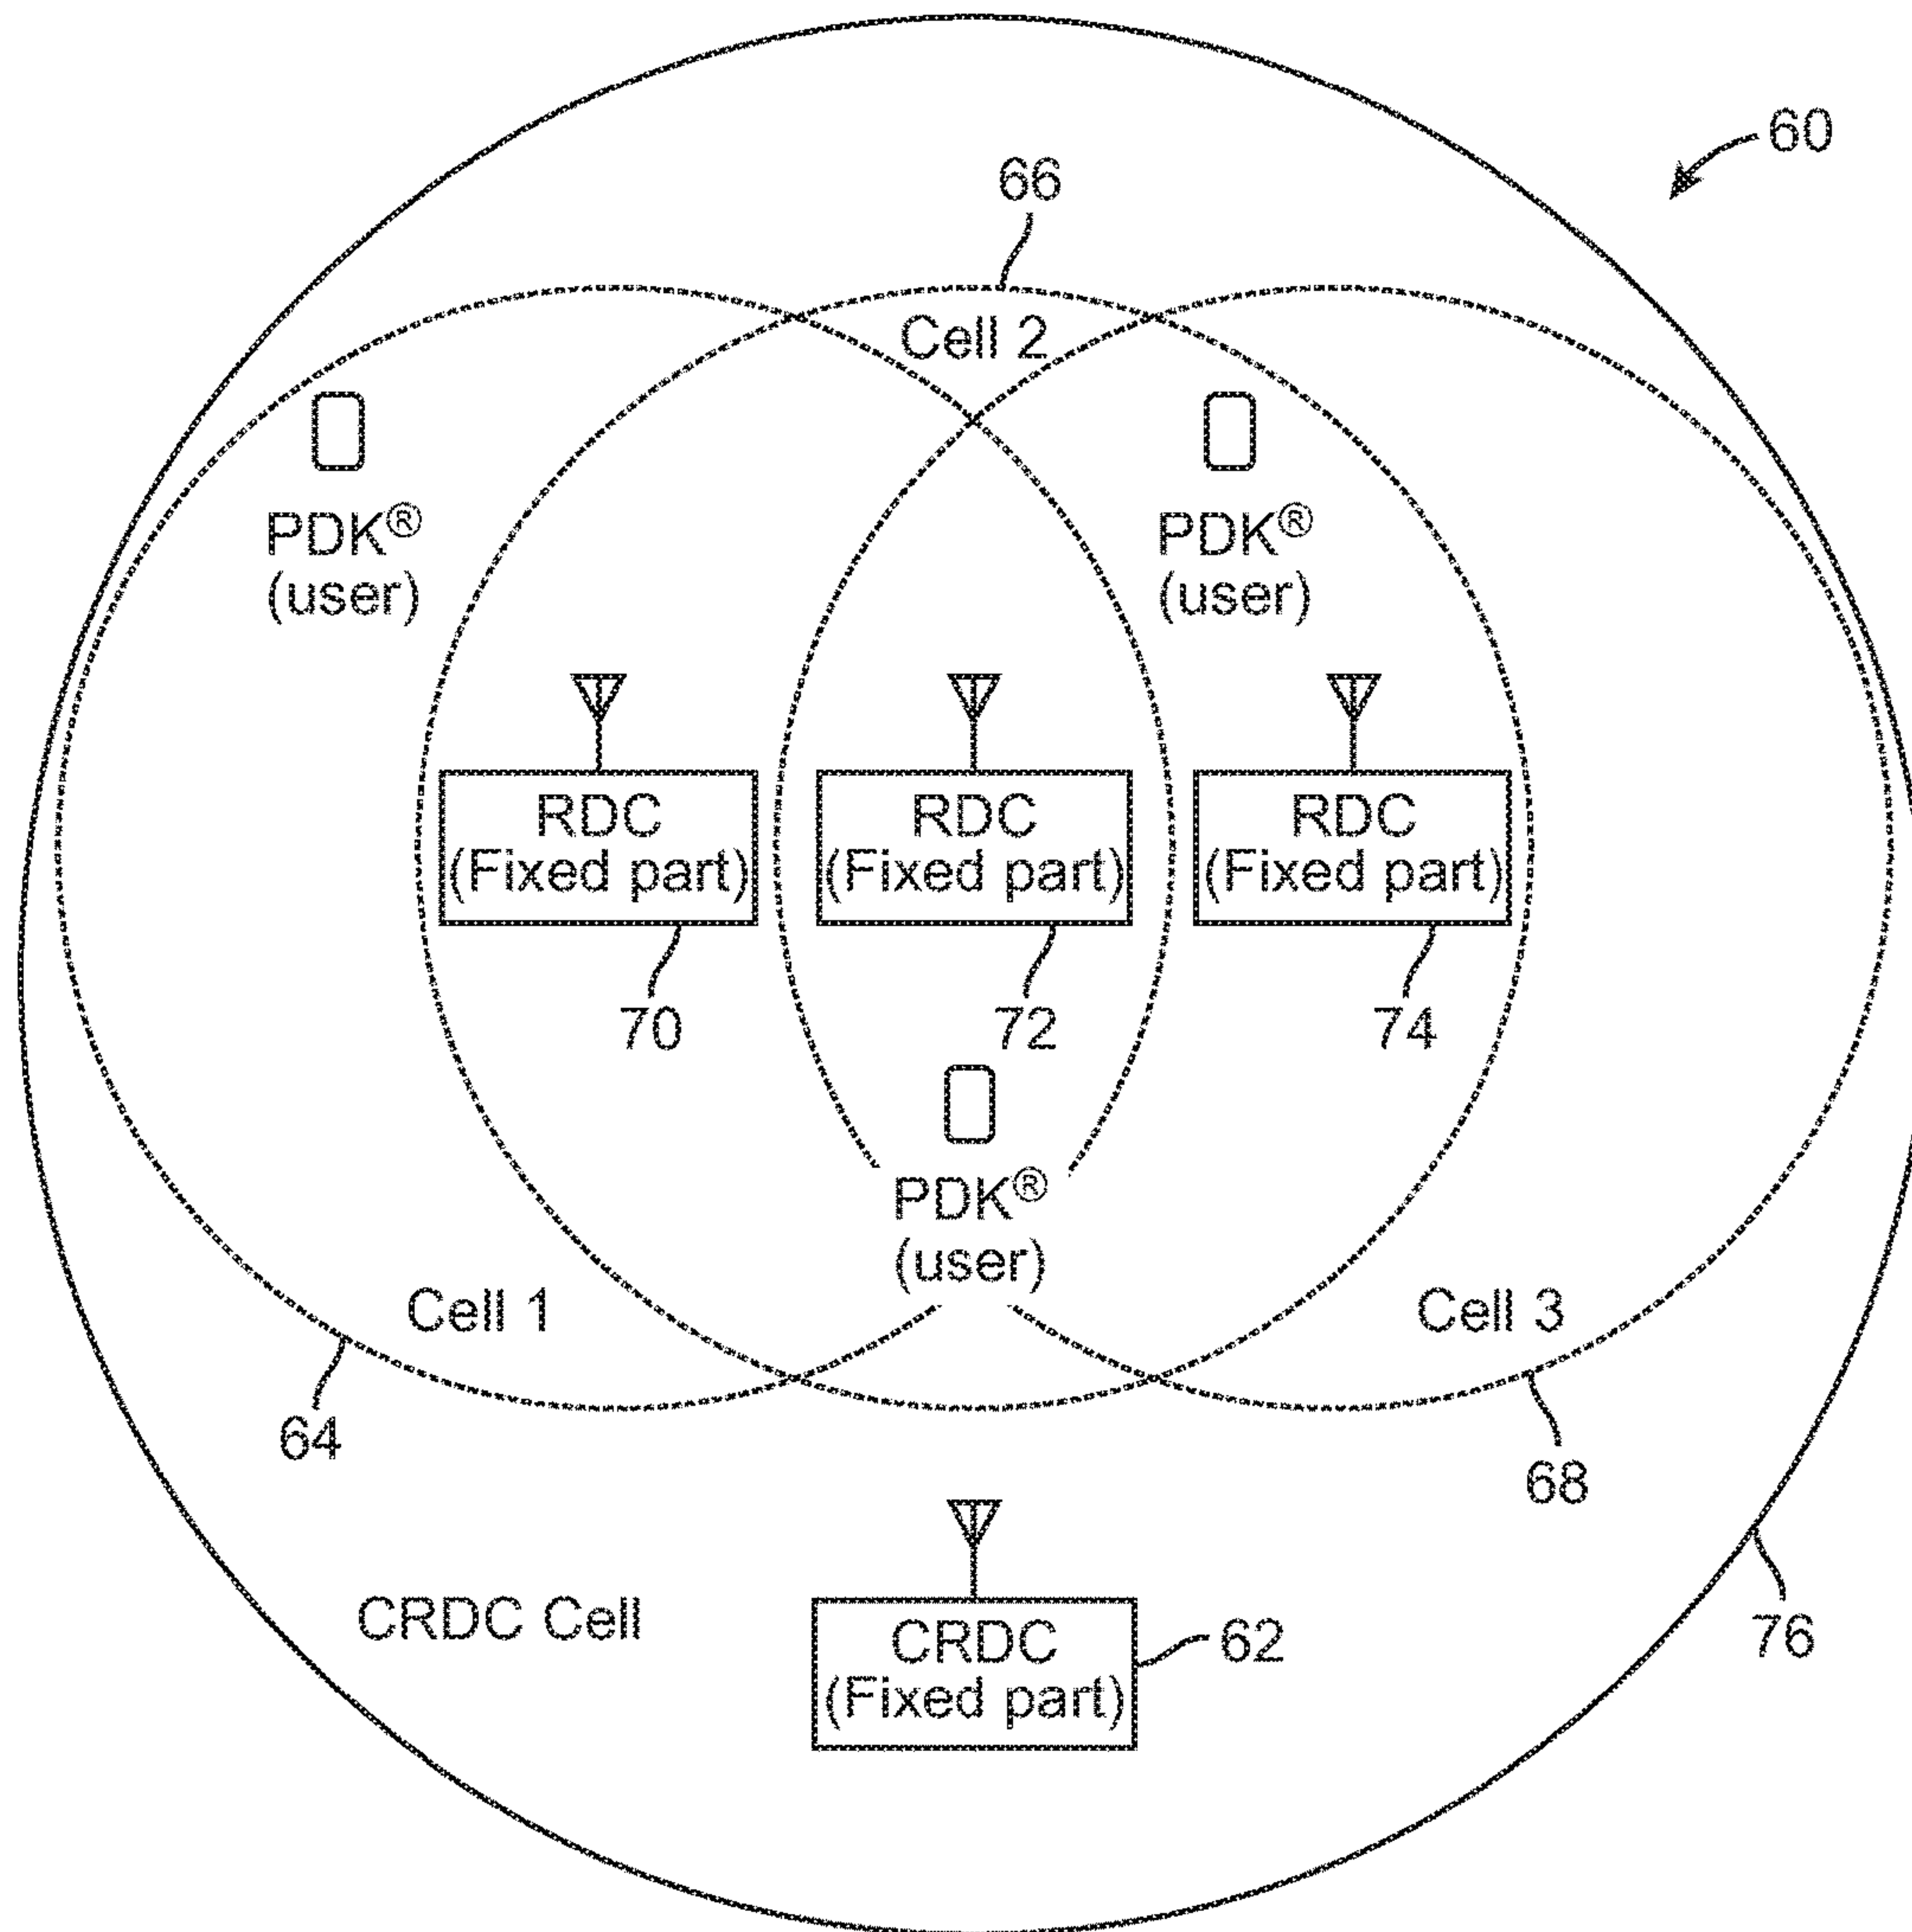 60
66
Cell 2
PDK®
(user)
PDK®
(user)
RDC
(Fixed part)
RDC
(Fixed part)
RDC
(Fixed part)
70
72
74
PDK®
(user)
Cell 1
Cell 3
64
68
CRDC Cell
CRDC
(Fixed part)
62
76